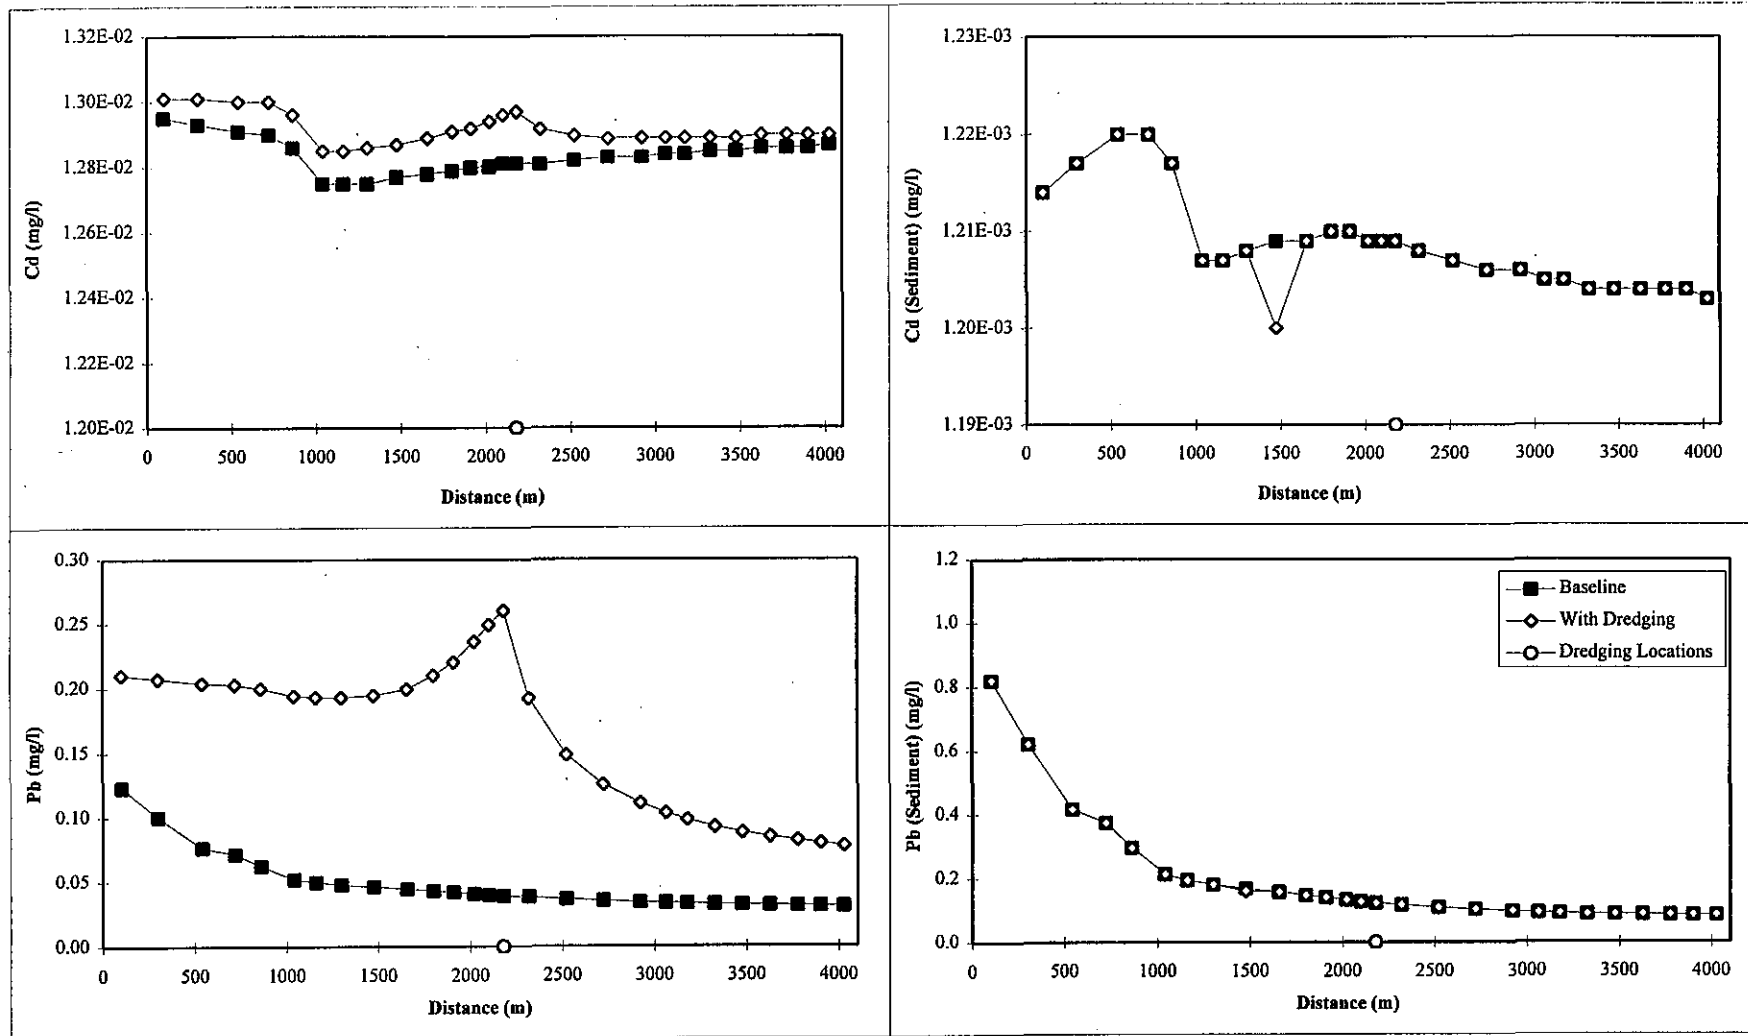 1.32E-02
1.30E-02
1.28E-02
1.26E-02
1.24E-02
1.22E-02
1.20E-02
Cd (mg/l)
0 500 1000 1500 2000 2500 3000 3500 4000
Distance (m)
1.23E-03
1.22E-03
1.21E-03
1.20E-03
1.19E-03
Cd (Sediment) (mg/l)
0 500 1000 1500 2000 2500 3000 3500 4000
Distance (m)
0.30
0.25
0.20
0.15
0.10
0.05
0.00
Pb (mg/l)
0 500 1000 1500 2000 2500 3000 3500 4000
Distance (m)
1.2
1.0
0.8
0.6
0.4
0.2
0.0
Pb (Sediment) (mg/l)
0 500 1000 1500 2000 2500 3000 3500 4000
Distance (m)
Baseline
With Dredging
Dredging Locations